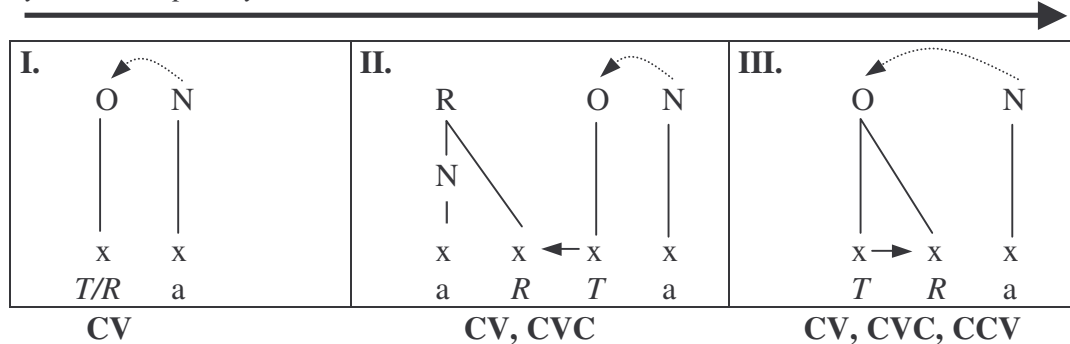 I. II. III.
O N R O N O N
N
x x x x x x x x x
T/R a a R T a T R a
CV CV, CVC CV, CVC, CCV